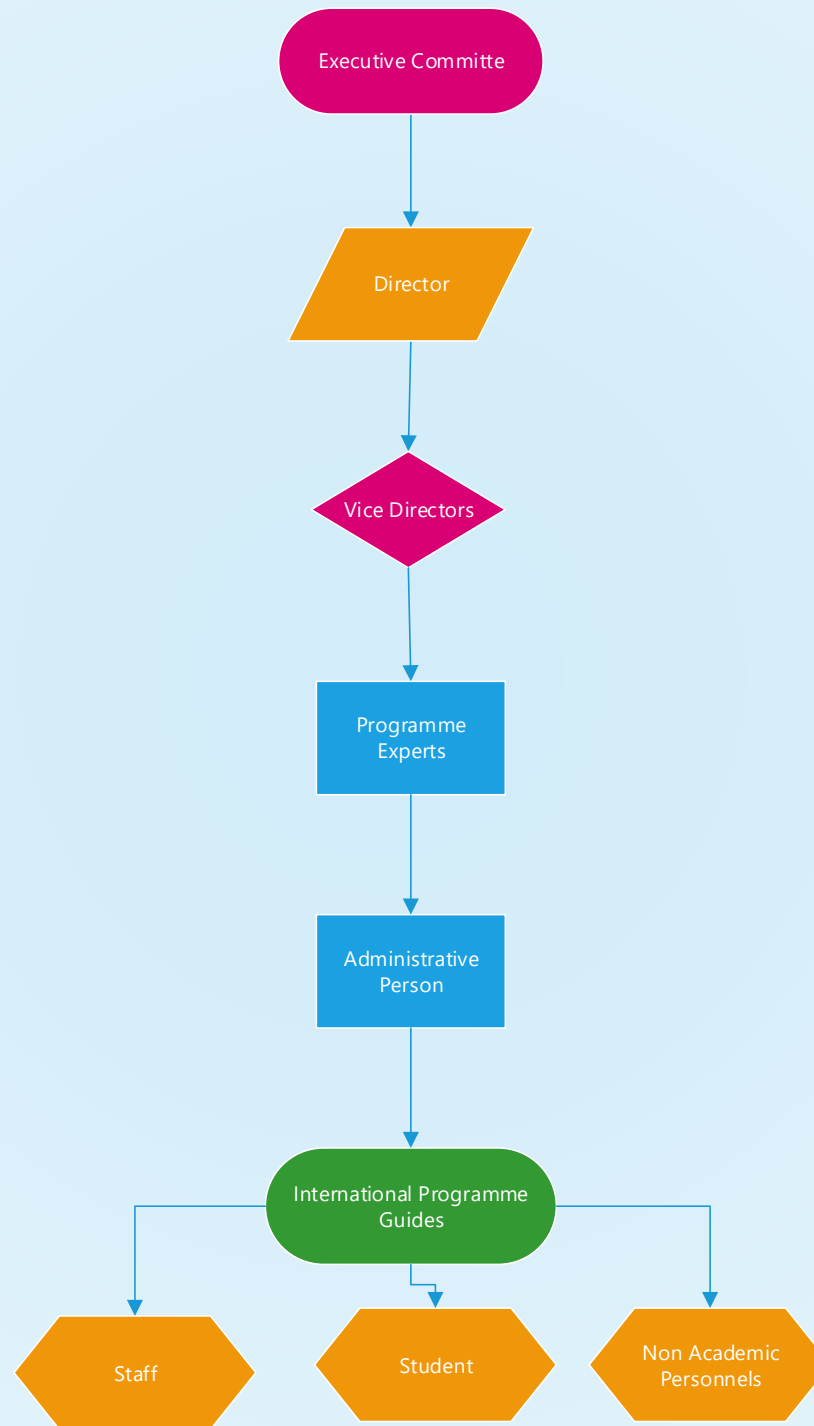 Executive Committe
Director
Vice Directors
Programme
Experts
Administrative
Person
International Programme
Guides
Staff
Student
Non Academic
Personnels